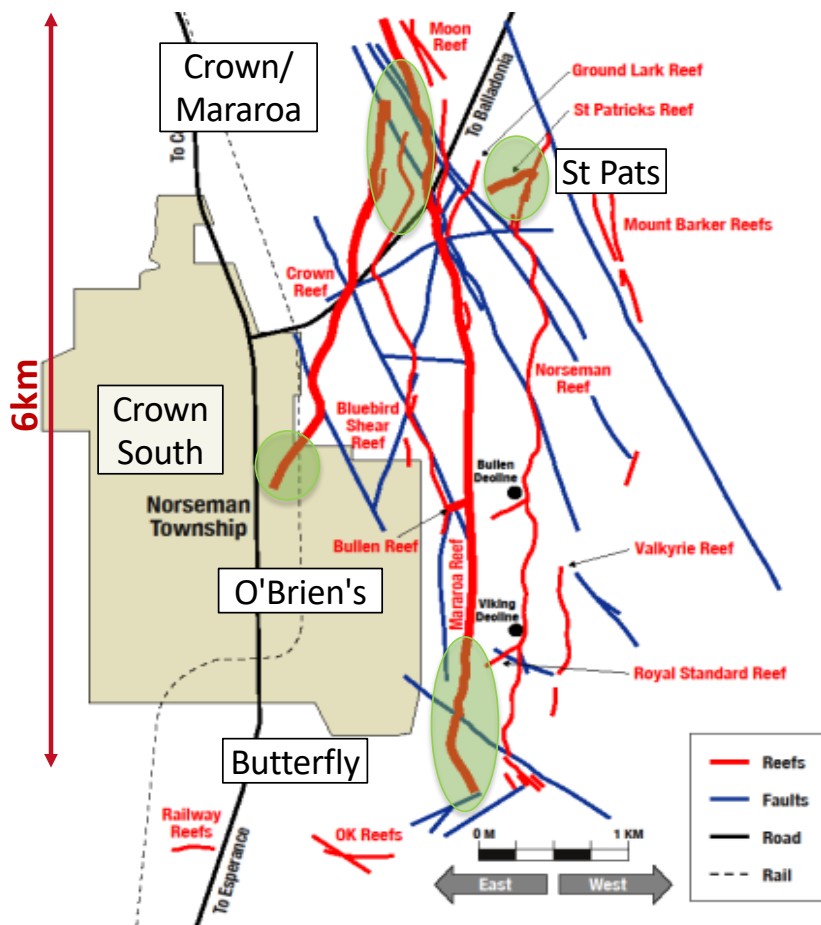 Moon
Reef
Crown/
Mararoa
To Balladonia
Ground Lark Reef
St Patricks Reef
St Pats
Mount Barker Reefs
Crown
Reef
6km
Norseman
Reef
Crown
South
Bluebird
Shear
Reef
Bullen
Deoline
Norseman
Township
Bullen Reef
Valkyrie Reef
Mararoa Reef
O'Brien's
Viking
Deoline
Royal Standard Reef
Butterfly
Railway
Reefs
OK Reefs
To Esperance
0 M
1 KM
East
West
Reefs
Faults
Road
Rail